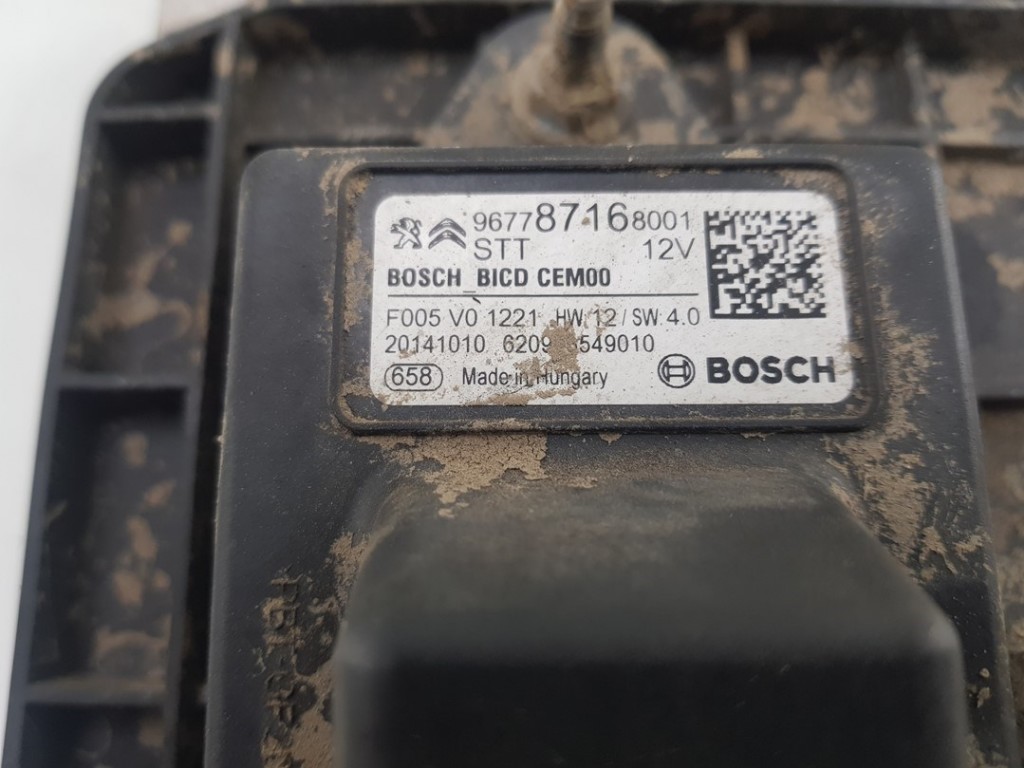 96778716 8001
STT 12V
BOSCH_BICD CEM00
F005 V0 1221 HW 12 / SW 4.0
20141010
658 Made in Hungary BOSCH